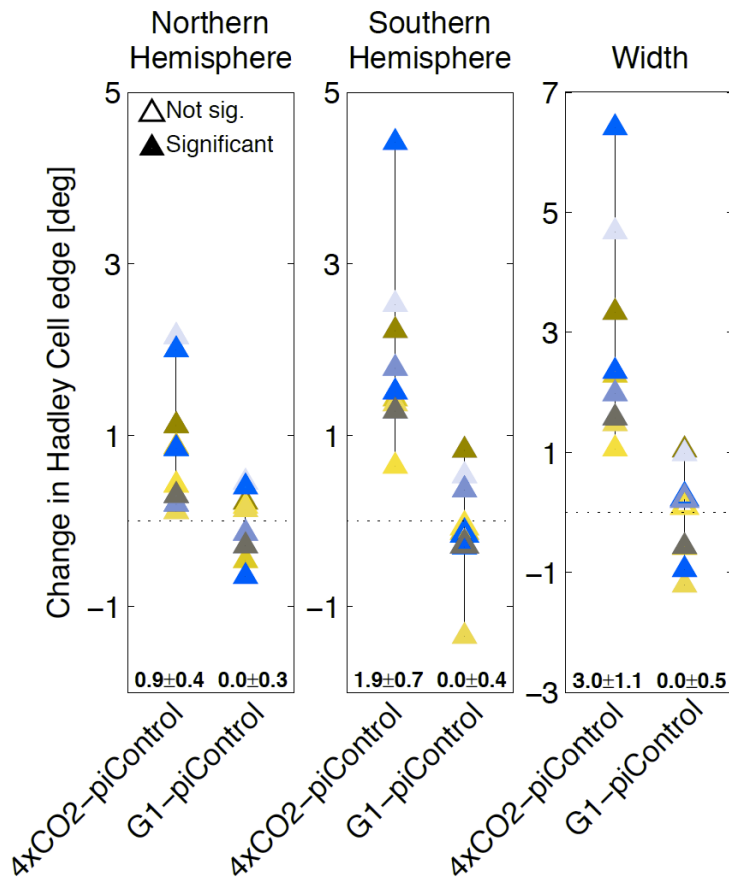 Northern
Hemisphere
Southern
Hemisphere
Width
Change in Hadley Cell edge [deg]
5
3
1
−1
Not sig.
Significant
0.9±0.4
0.0±0.3
5
3
1
−1
1.9±0.7
0.0±0.4
7
5
3
1
−1
−3
3.0±1.1
0.0±0.5
4xCO2−piControl
G1−piControl
4xCO2−piControl
G1−piControl
4xCO2−piControl
G1−piControl